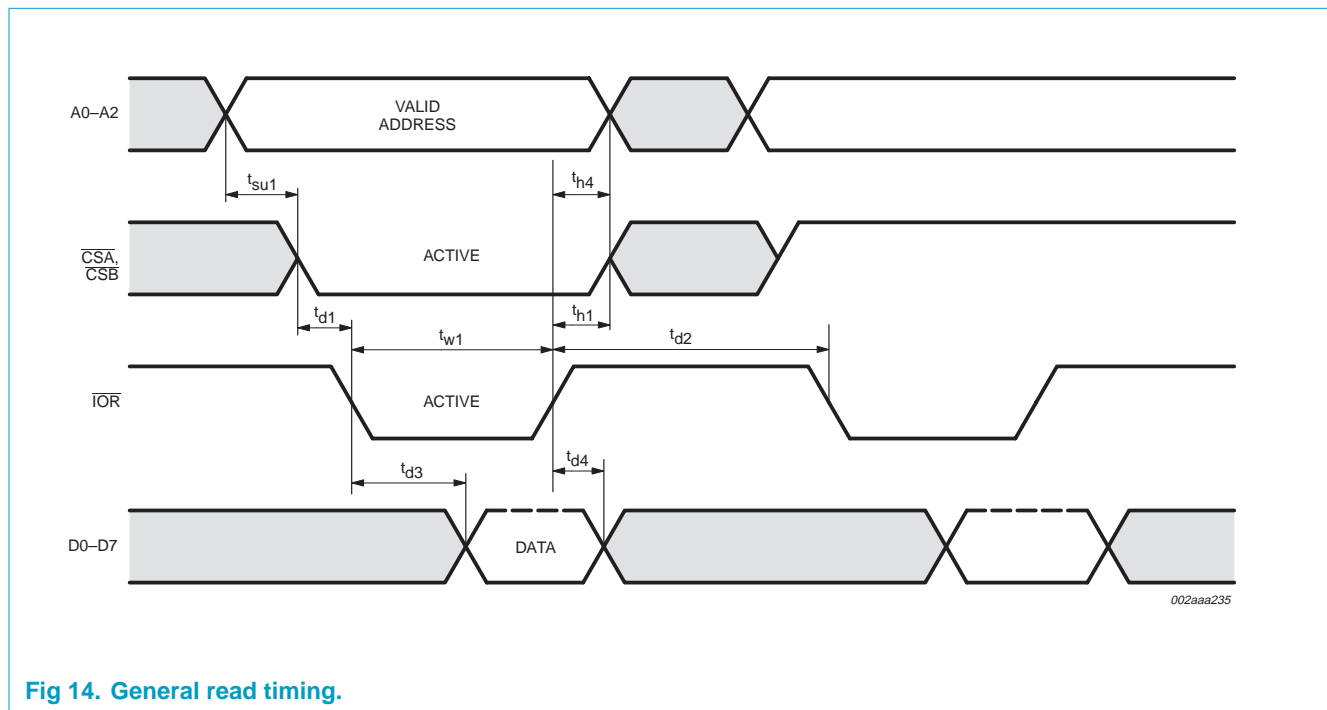 A0–A2
VALID
ADDRESS
tsu1
th4
CSA,
CSB
ACTIVE
td1
th1
tw1
td2
IOR
ACTIVE
td3
td4
D0–D7
DATA
002aaa235
Fig 14. General read timing.